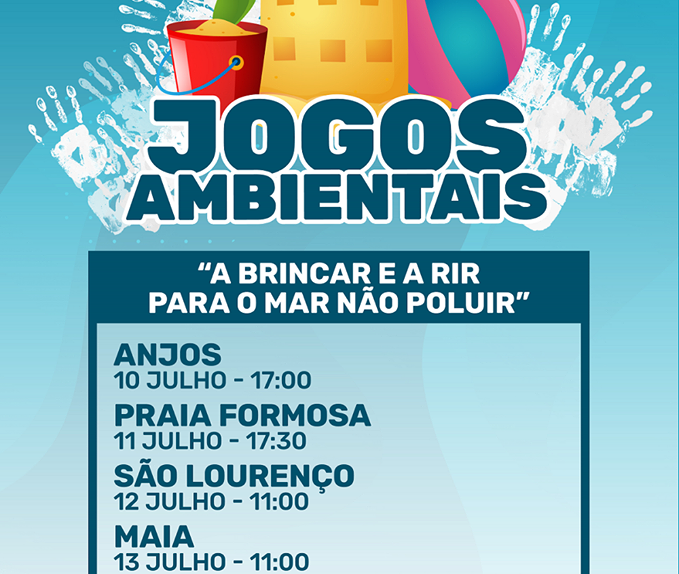 JOGOS
AMBIENTAIS
“A BRINCAR E A RIR
PARA O MAR NÃO POLUIR”
ANJOS
10 JULHO - 17:00
PRAIA FORMOSA
11 JULHO - 17:30
SÃO LOURENÇO
12 JULHO - 11:00
MAIA
13 JULHO - 11:00